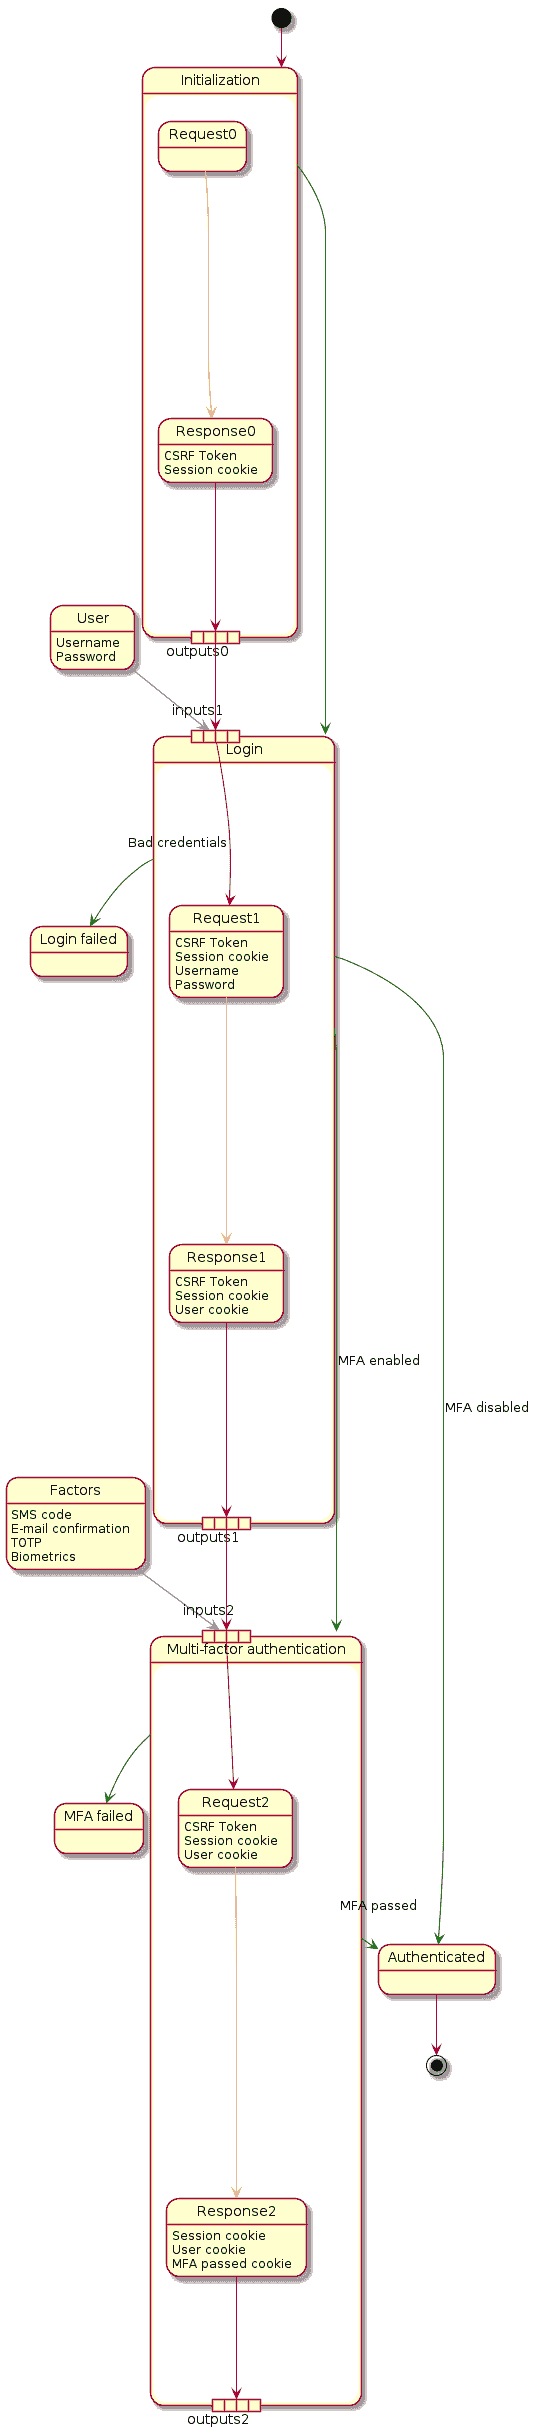 Initialization
Request0
Response0
CSRF Token
Session cookie
User
Username
Password
outputs0
inputs1
Login
Bad credentials
Request1
CSRF Token
Session cookie
Username
Password
Login failed
Response1
CSRF Token
Session cookie
User cookie
MFA enabled
MFA disabled
Factors
SMS code
E-mail confirmation
TOTP
Biometrics
outputs1
inputs2
Multi-factor authentication
Request2
CSRF Token
Session cookie
User cookie
MFA failed
MFA passed
Authenticated
Response2
Session cookie
User cookie
MFA passed cookie
outputs2